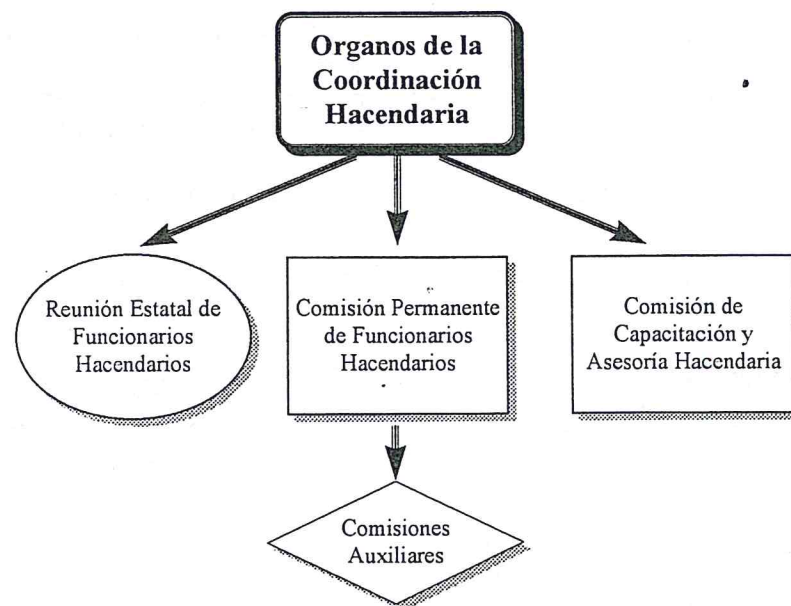 Organos de la
Coordinación
Hacendaria
Reunión Estatal de
Funcionarios
Hacendarios
Comisión Permanente
de Funcionarios
Hacendarios
Comisión de
Capacitación y
Asesoría Hacendaria
Comisiones
Auxiliares